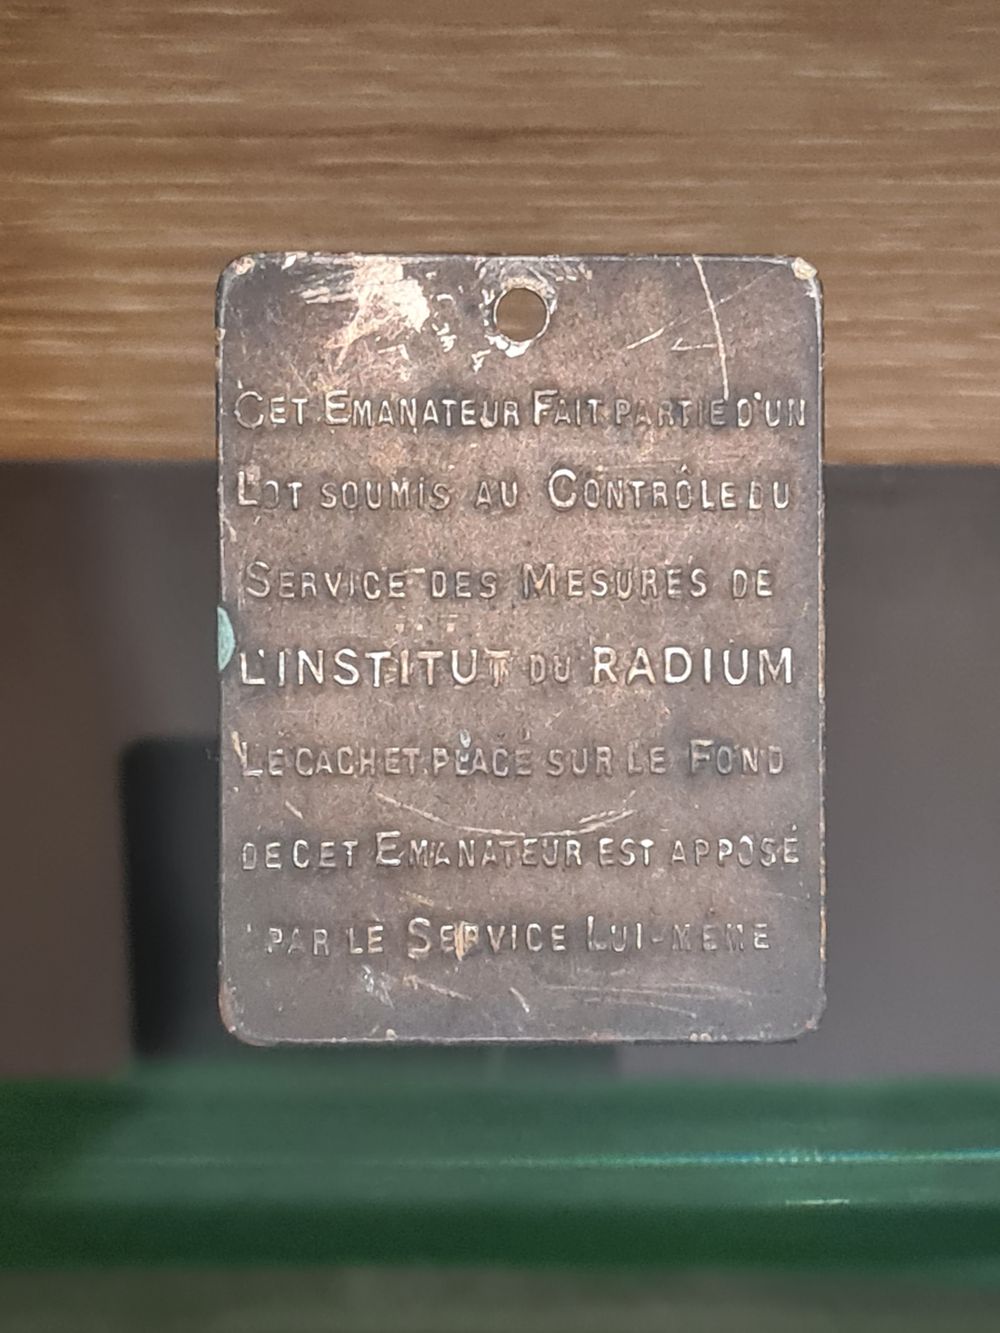 CET EMANATEUR FAIT PARTIE D'UN
LOT SOUMIS AU CONTRÔLE DU
SERVICE DES MESURES DE
L'INSTITUT DU RADIUM
LE CACHET PLACÉ SUR LE FOND
DE CET EMANATEUR EST APPOSÉ
PAR LE SERVICE LUI-MÊME